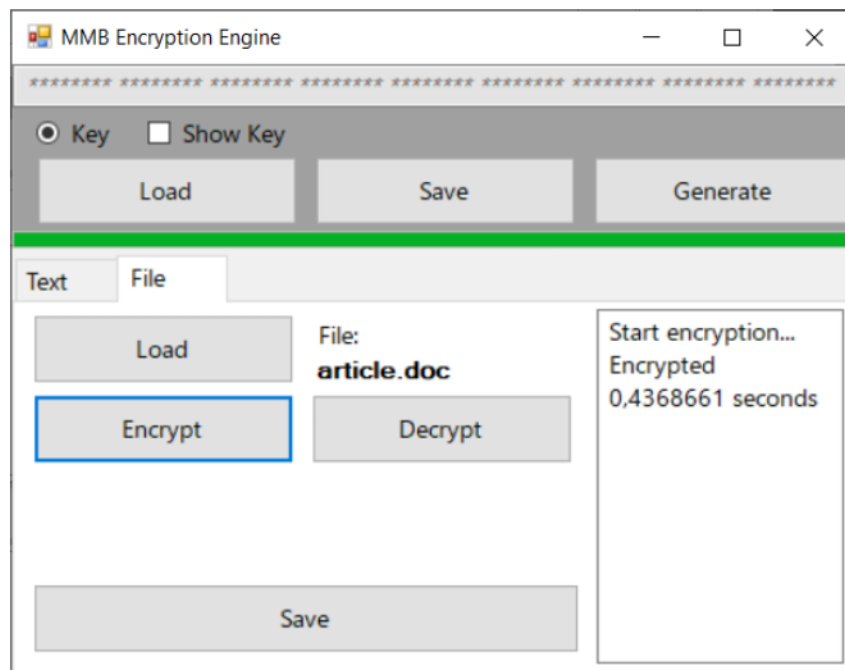 MMB Encryption Engine
******** ******** ******** ******** ******** ******** ******** ******** ********
Key Show Key
Load Save Generate
Text File
Load
File:
article.doc
Encrypt Decrypt
Save
Start encryption...
Encrypted
0,4368661 seconds